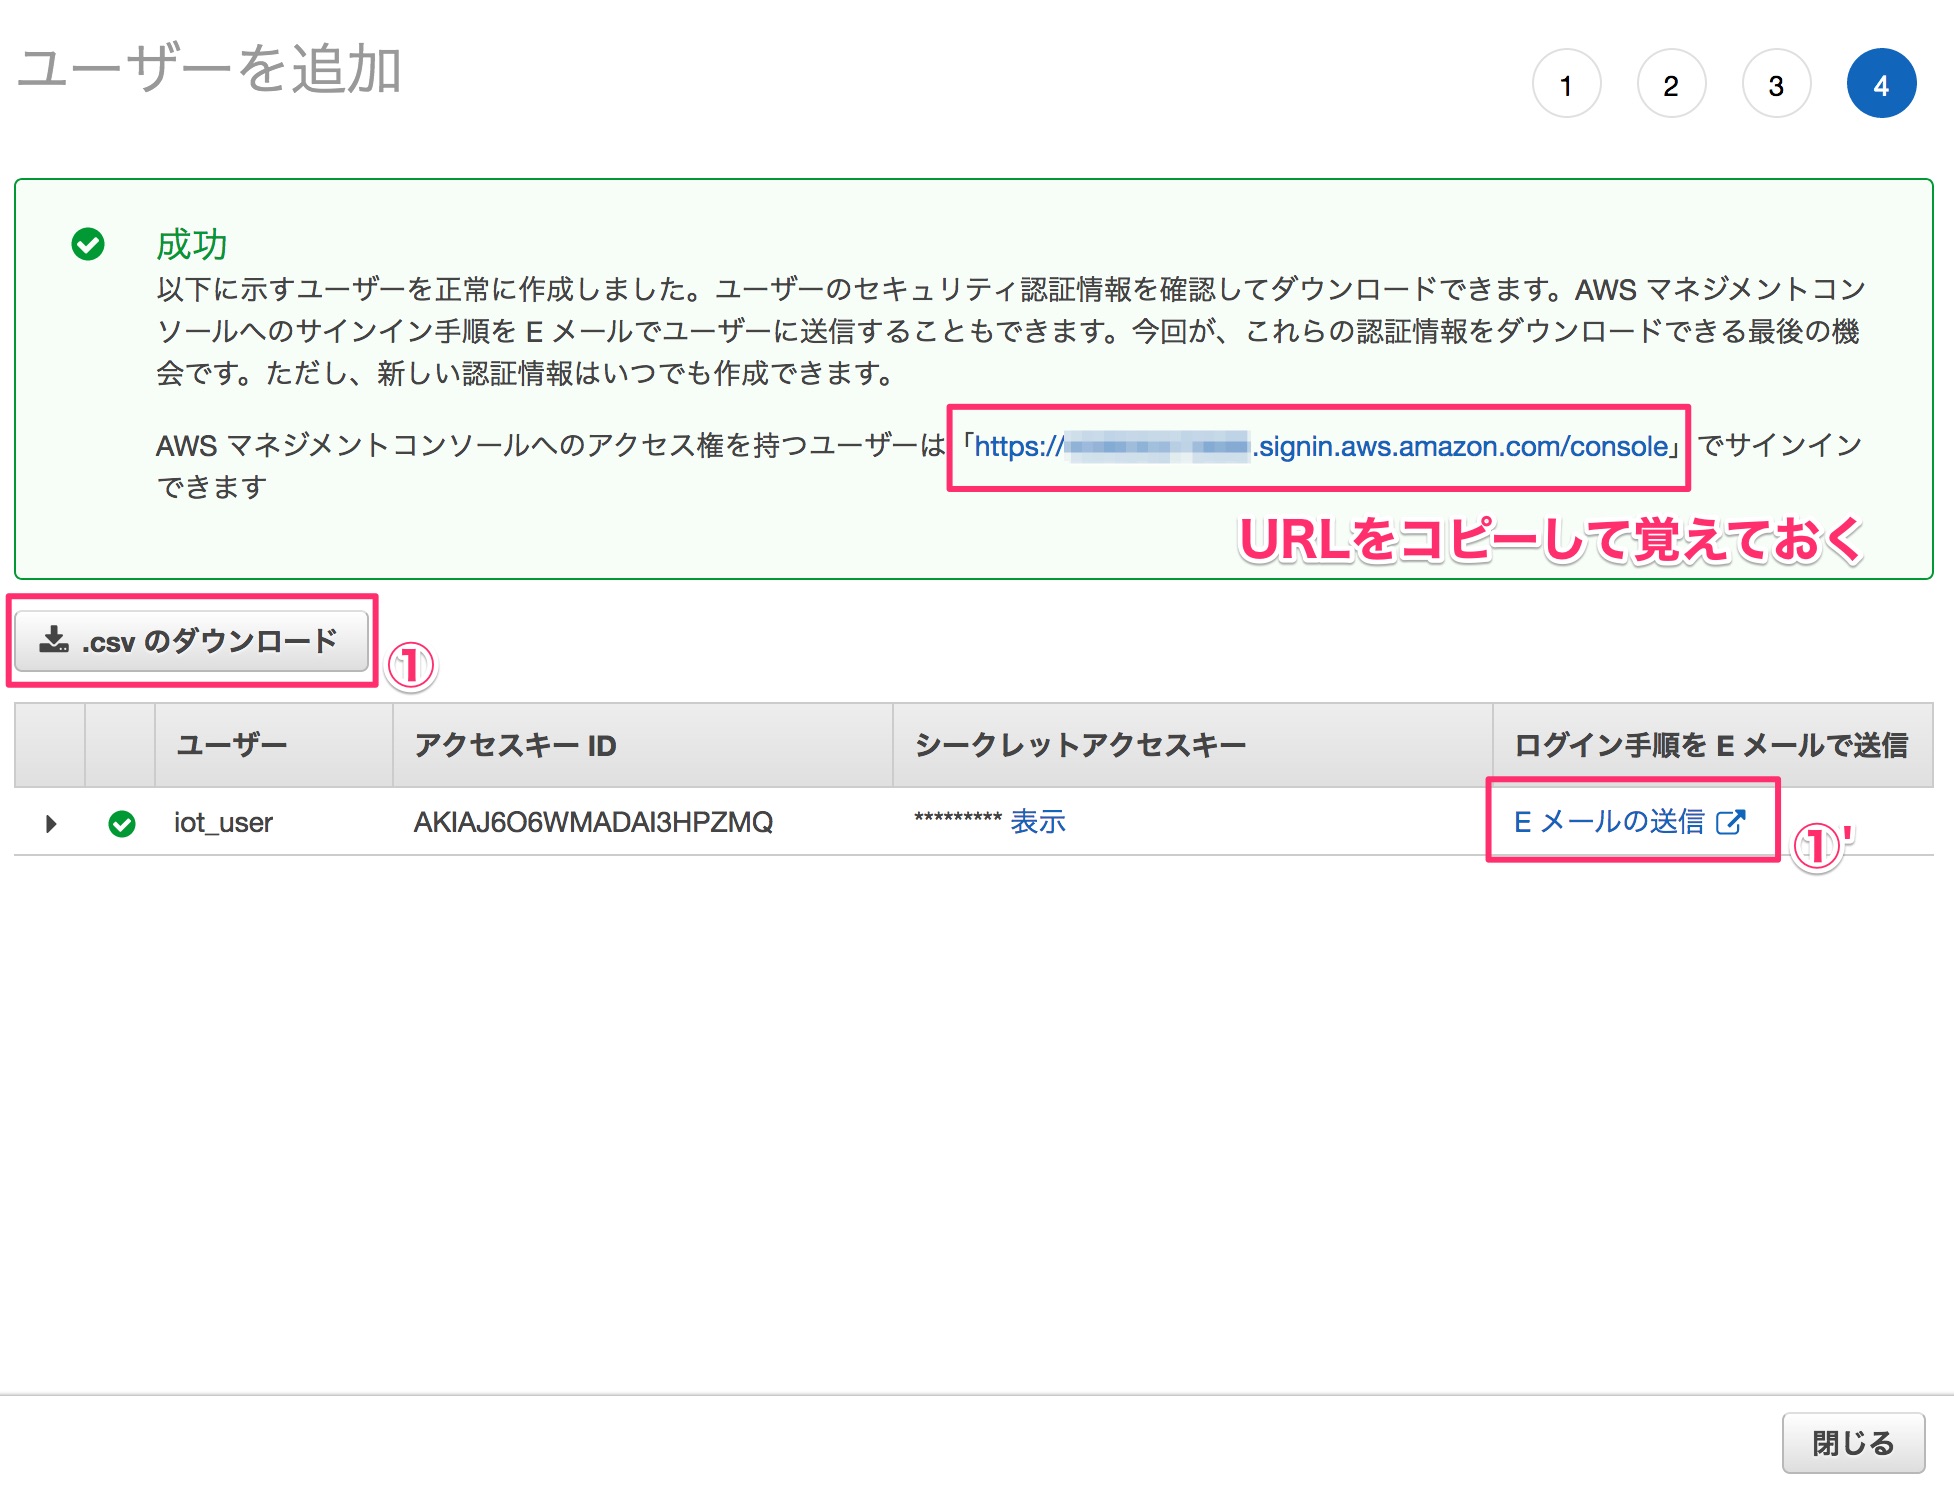 ユーザーを追加
1 2 3 4
成功
以下に示すユーザーを正常に作成しました。ユーザーのセキュリティ認証情報を確認してダウンロードできます。AWS マネジメントコン
ソールへのサインイン手順を E メールでユーザーに送信することもできます。今回が、これらの認証情報をダウンロードできる最後の機
会です。ただし、新しい認証情報はいつでも作成できます。
AWS マネジメントコンソールへのアクセス権を持つユーザーは「https:// .signin.aws.amazon.com/console」でサインイン
できます
URLをコピーして覚えておく
.csv のダウンロード ①
ユーザー アクセスキー ID シークレットアクセスキー ログイン手順を E メールで送信
iot_user AKIAJ6O6WMADAI3HPZMQ ********* 表示 E メールの送信 ①'
閉じる